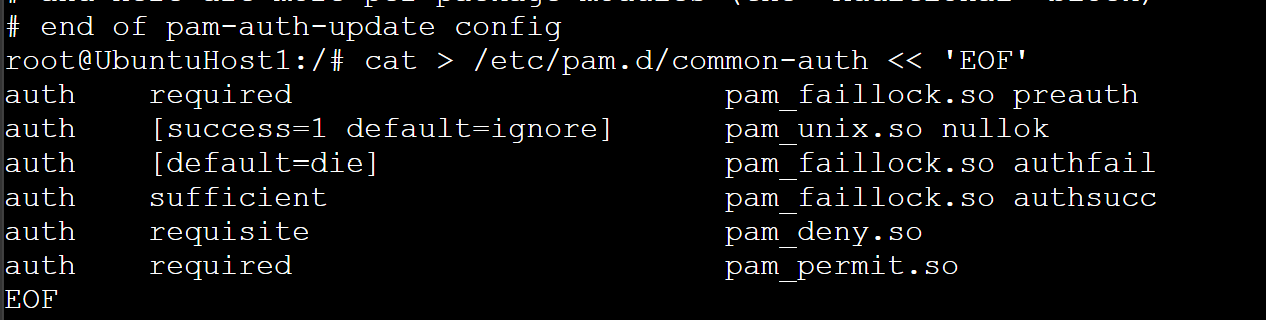 # end of pam-auth-update config
root@UbuntuHost1:/# cat > /etc/pam.d/common-auth << 'EOF'
auth    required                        pam_faillock.so preauth
auth    [success=1 default=ignore]      pam_unix.so nullok
auth    [default=die]                   pam_faillock.so authfail
auth    sufficient                      pam_faillock.so authsucc
auth    requisite                       pam_deny.so
auth    required                        pam_permit.so
EOF